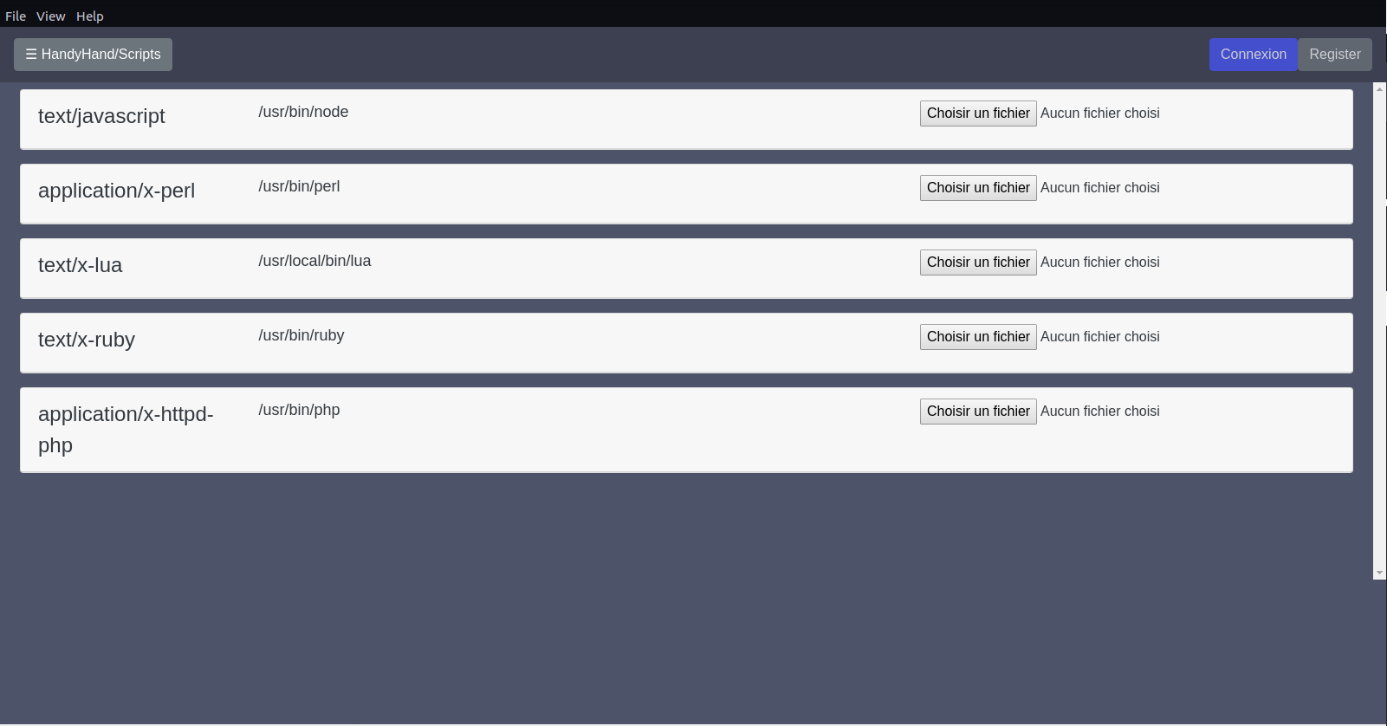 File View Help
☰ HandyHand/Scripts Connexion Register
text/javascript /usr/bin/node Choisir un fichier Aucun fichier choisi
application/x-perl /usr/bin/perl Choisir un fichier Aucun fichier choisi
text/x-lua /usr/local/bin/lua Choisir un fichier Aucun fichier choisi
text/x-ruby /usr/bin/ruby Choisir un fichier Aucun fichier choisi
application/x-httpd- /usr/bin/php Choisir un fichier Aucun fichier choisi
php